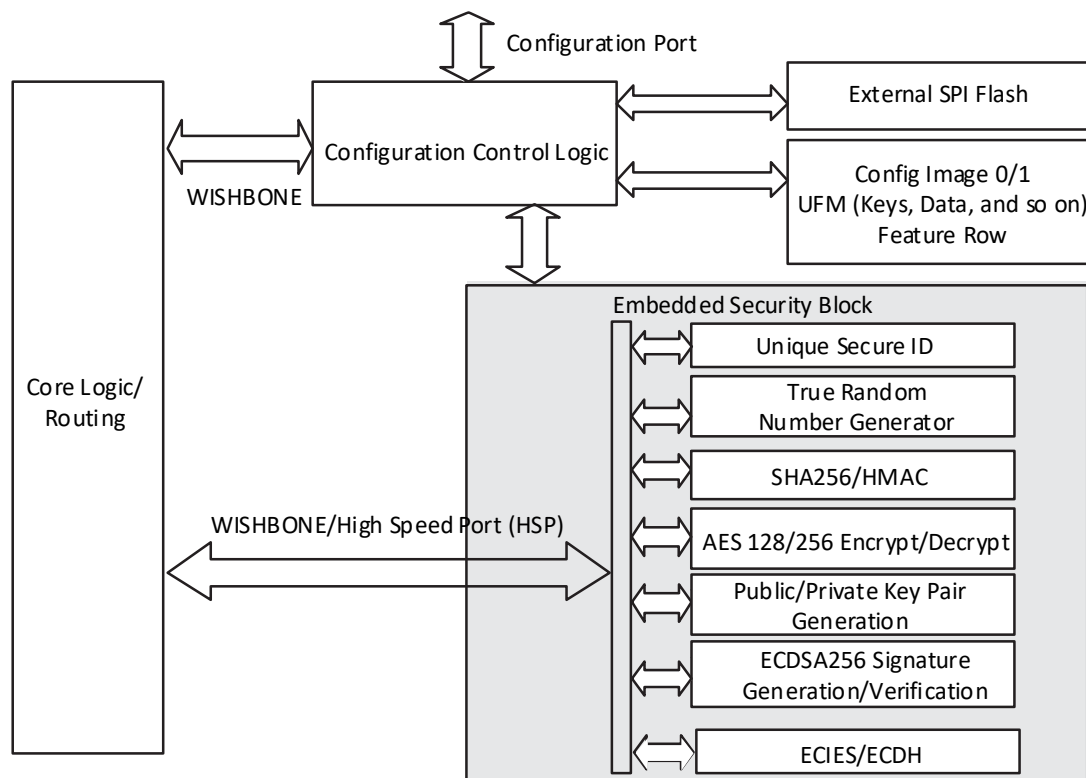 Configuration Port
External SPI Flash
Configuration Control Logic
WISHBONE
Config Image 0/1
UFM (Keys, Data, and so on)
Feature Row
Embedded Security Block
Unique Secure ID
Core Logic/
Routing
True Random
Number Generator
SHA256/HMAC
WISHBONE/High Speed Port (HSP)
AES 128/256 Encrypt/Decrypt
Public/Private Key Pair
Generation
ECDSA256 Signature
Generation/Verification
ECIES/ECDH